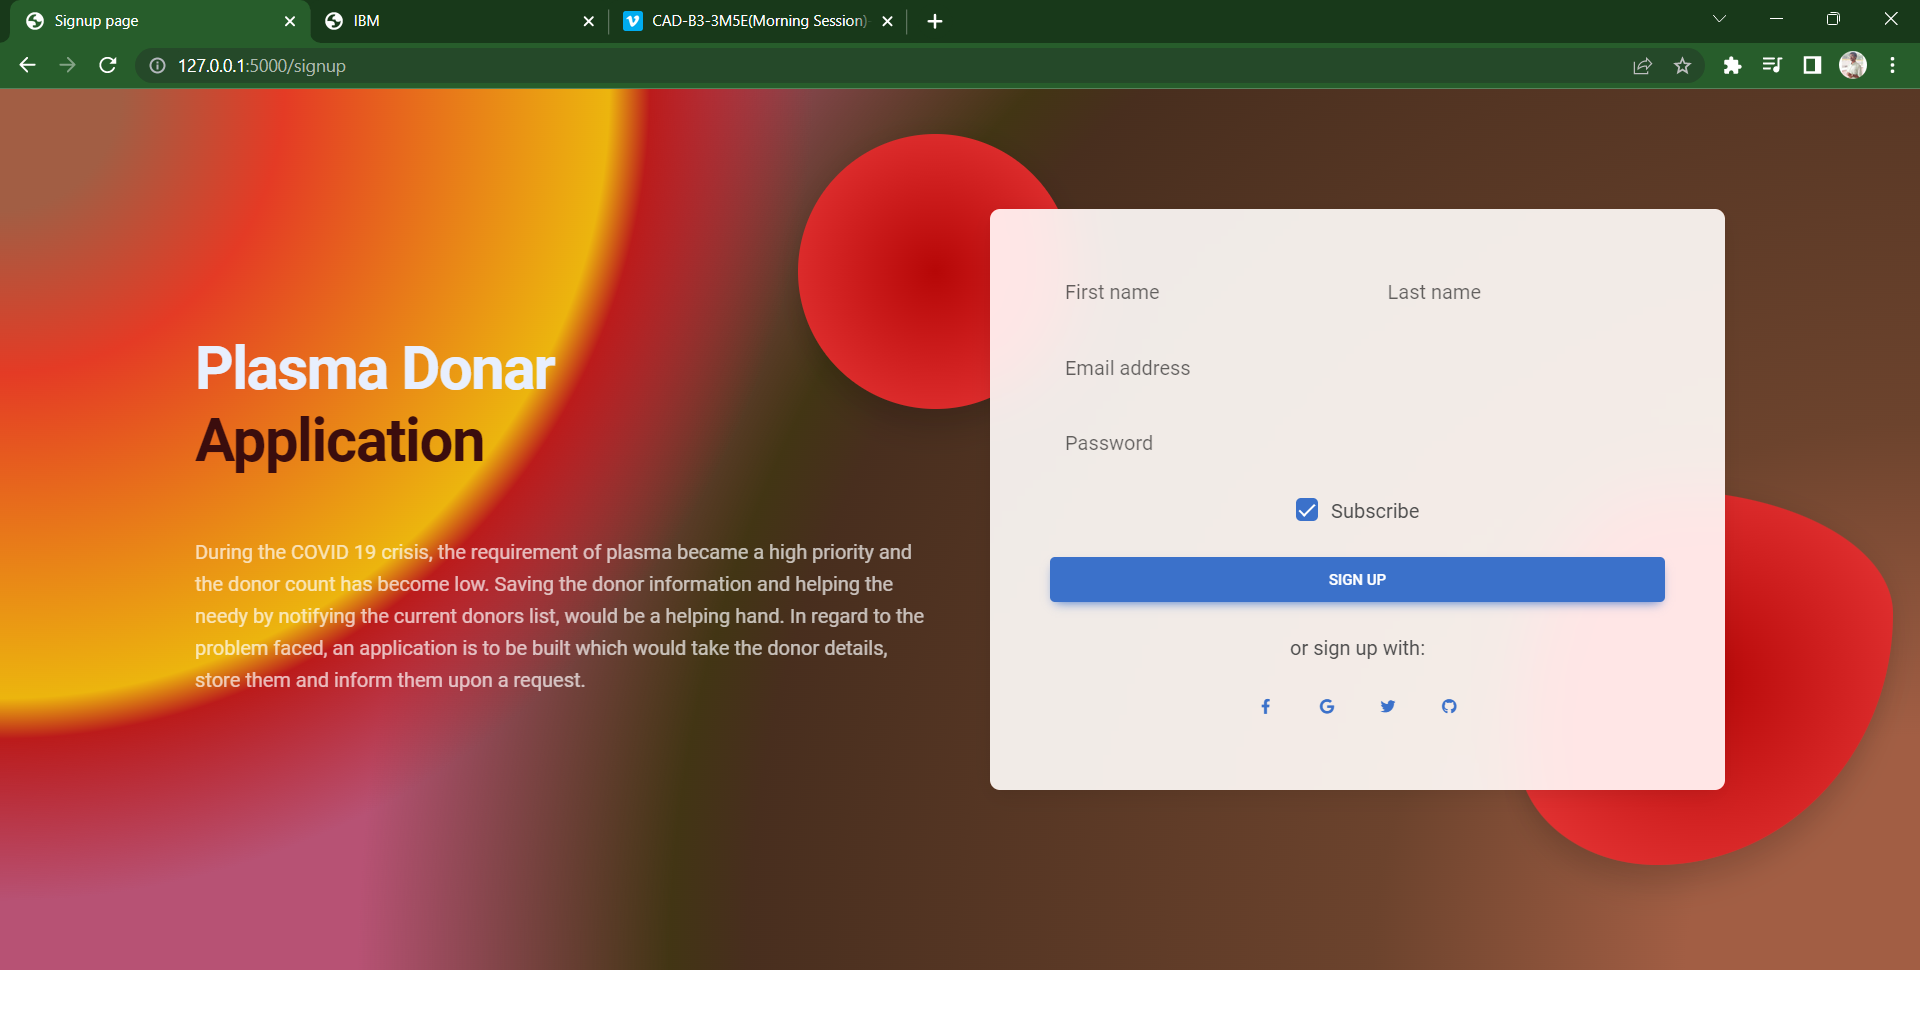 Signup page
IBM
CAD-B3-3M5E(Morning Session)
127.0.0.1:5000/signup
Plasma Donar
Application
During the COVID 19 crisis, the requirement of plasma became a high priority and
the donor count has become low. Saving the donor information and helping the
needy by notifying the current donors list, would be a helping hand. In regard to the
problem faced, an application is to be built which would take the donor details,
store them and inform them upon a request.
First name
Last name
Email address
Password
Subscribe
SIGN UP
or sign up with: